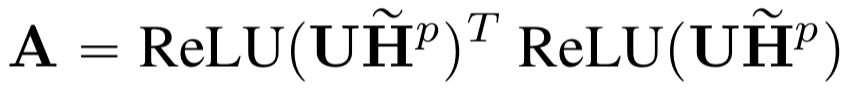 A = ReLU(UH̃ᵖ)ᵀ ReLU(UH̃ᵖ)